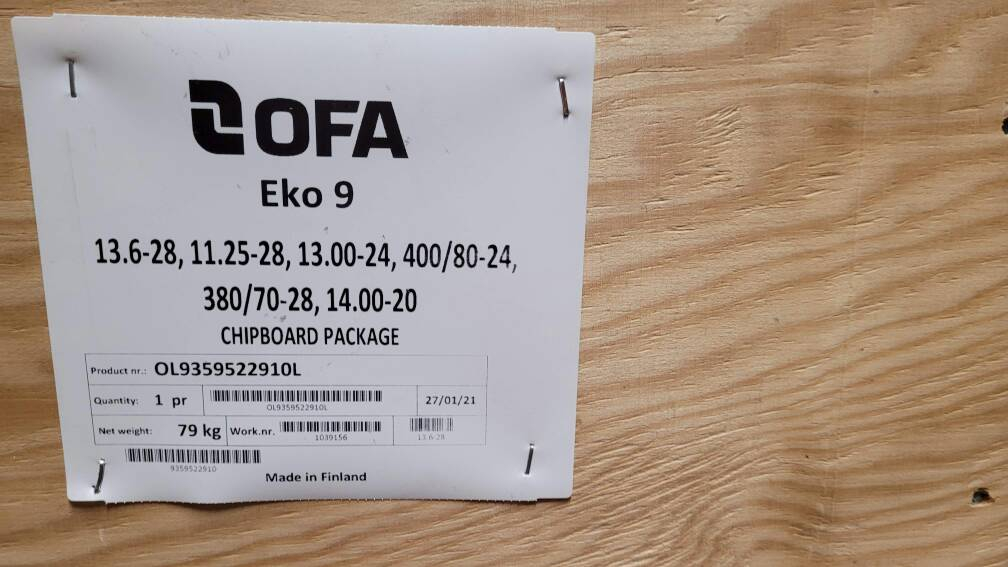 OFA
Eko 9
13.6-28, 11.25-28, 13.00-24, 400/80-24,
380/70-28, 14.00-20
CHIPBOARD PACKAGE
Product nr.: OL9359522910L
Quantity: 1 pr OL9359522910L 27/01/21
Net weight: 79 kg Work.nr. 1039156 13.6-28
9359522910
Made in Finland